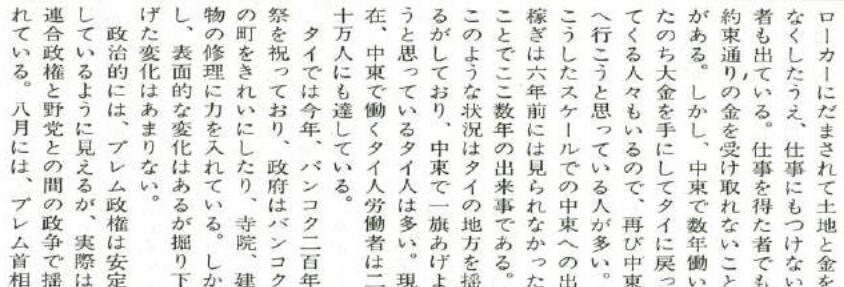 ローカーにだまされて土地と金を
なくしたうえ、仕事にもつけない
者も出ている。仕事を得た者でも
約束通りの金を受け取れないこと
がある。しかし、中東で数年働い
たのち大金を手にしてタイに戻っ
てくる人々もいるので、再び中東
へ行こうと思っている人が多い。
こうしたスケールでの中東への出
稼ぎは六年前には見られなかった
ことでここ数年の出来事である。
このような状況はタイの地方を揺
るがしており、中東で一旗あげよ
うと思っているタイ人は多い。現
在、中東で働くタイ人労働者は二
十万人にも達している。
タイでは今年、バンコク二百年
祭を祝っており、政府はバンコク
の町をきれいにしたり、寺院、建
物の修理に力を入れている。しか
し、表面的な変化はあるが掘り下
げた変化はあまりない。
政治的には、プレム政権は安定
しているように見えるが、実際は
連合政権と野党との間の政争で揺
れている。八月には、プレム首相